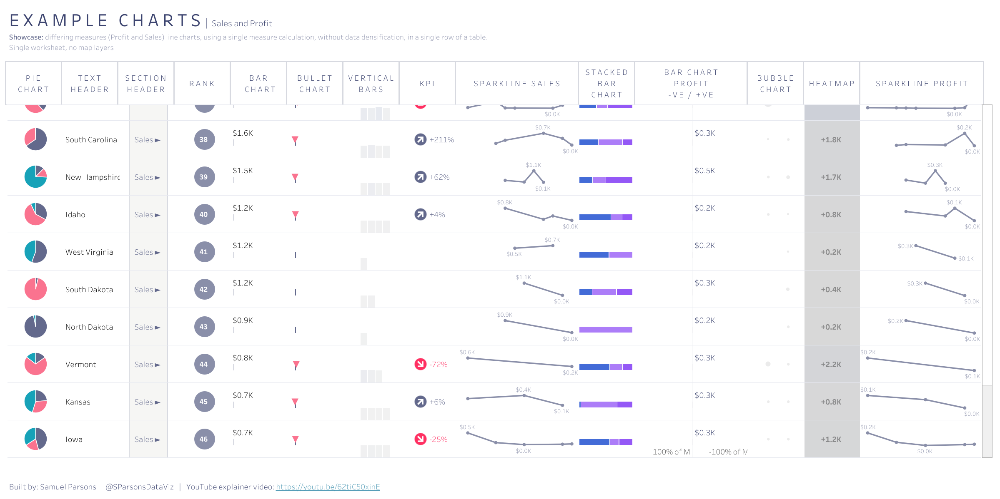 EXAMPLE CHARTS | Sales and Profit
Showcase: differing measures (Profit and Sales) line charts, using a single measure calculation, without data densification, in a single row of a table.
Single worksheet, no map layers
PIE CHART
TEXT HEADER
SECTION HEADER
RANK
BAR CHART
BULLET CHART
VERTICAL BARS
KPI
SPARKLINE SALES
STACKED BAR CHART
BAR CHART PROFIT -VE / +VE
BUBBLE CHART
HEATMAP
SPARKLINE PROFIT
$0.0K $0.0K
South Carolina Sales ► 38 $1.6K +211% $0.7K $0.0K $0.3K +1.8K $0.2K $0.0K
New Hampshire Sales ► 39 $1.5K +62% $1.1K $0.1K $0.5K +1.7K $0.3K $0.0K
Idaho Sales ► 40 $1.2K +4% $0.8K $0.0K $0.2K +0.8K $0.1K $0.0K
West Virginia Sales ► 41 $1.2K $0.5K $0.7K $0.2K +0.2K $0.3K -$0.1K
South Dakota Sales ► 42 $1.2K $1.1K $0.0K $0.3K +0.4K $0.3K $0.0K
North Dakota Sales ► 43 $0.9K $0.9K $0.0K $0.2K +0.2K $0.2K $0.0K
Vermont Sales ► 44 $0.8K -72% $0.6K $0.2K $0.3K +2.2K $0.2K $0.1K
Kansas Sales ► 45 $0.7K +6% $0.4K $0.1K $0.3K +0.8K $0.1K $0.0K
Iowa Sales ► 46 $0.7K -25% $0.5K $0.0K $0.3K +1.2K $0.2K $0.0K
100% of M -100% of M
Built by: Samuel Parsons | @SParsonsDataViz | YouTube explainer video: https://youtu.be/62tiC50xinE